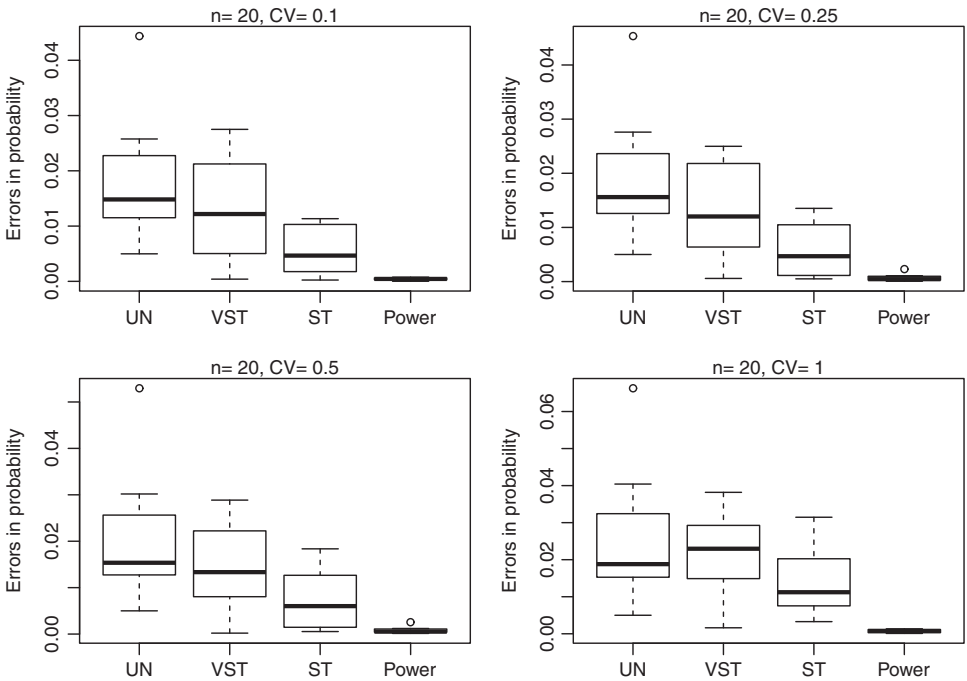 n= 20, CV= 0.1
Errors in probability
0.04
0.03
0.02
0.01
0.00
UN VST ST Power
n= 20, CV= 0.25
Errors in probability
0.04
0.03
0.02
0.01
0.00
UN VST ST Power
n= 20, CV= 0.5
Errors in probability
0.04
0.02
0.00
UN VST ST Power
n= 20, CV= 1
Errors in probability
0.06
0.04
0.02
0.00
UN VST ST Power